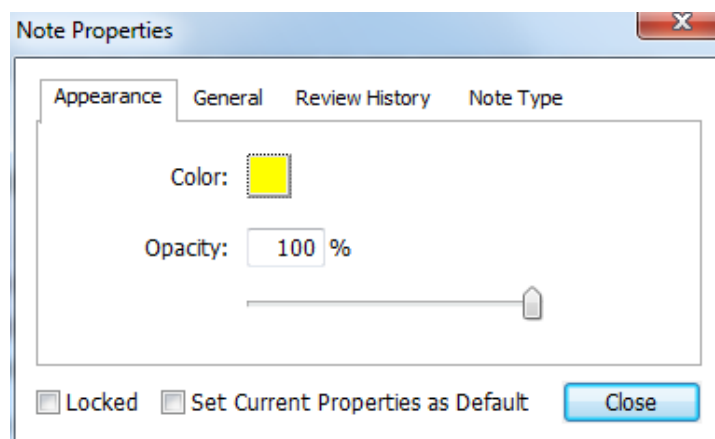 Note Properties
Appearance General Review History Note Type
Color:
Opacity: 100 %
Locked Set Current Properties as Default Close